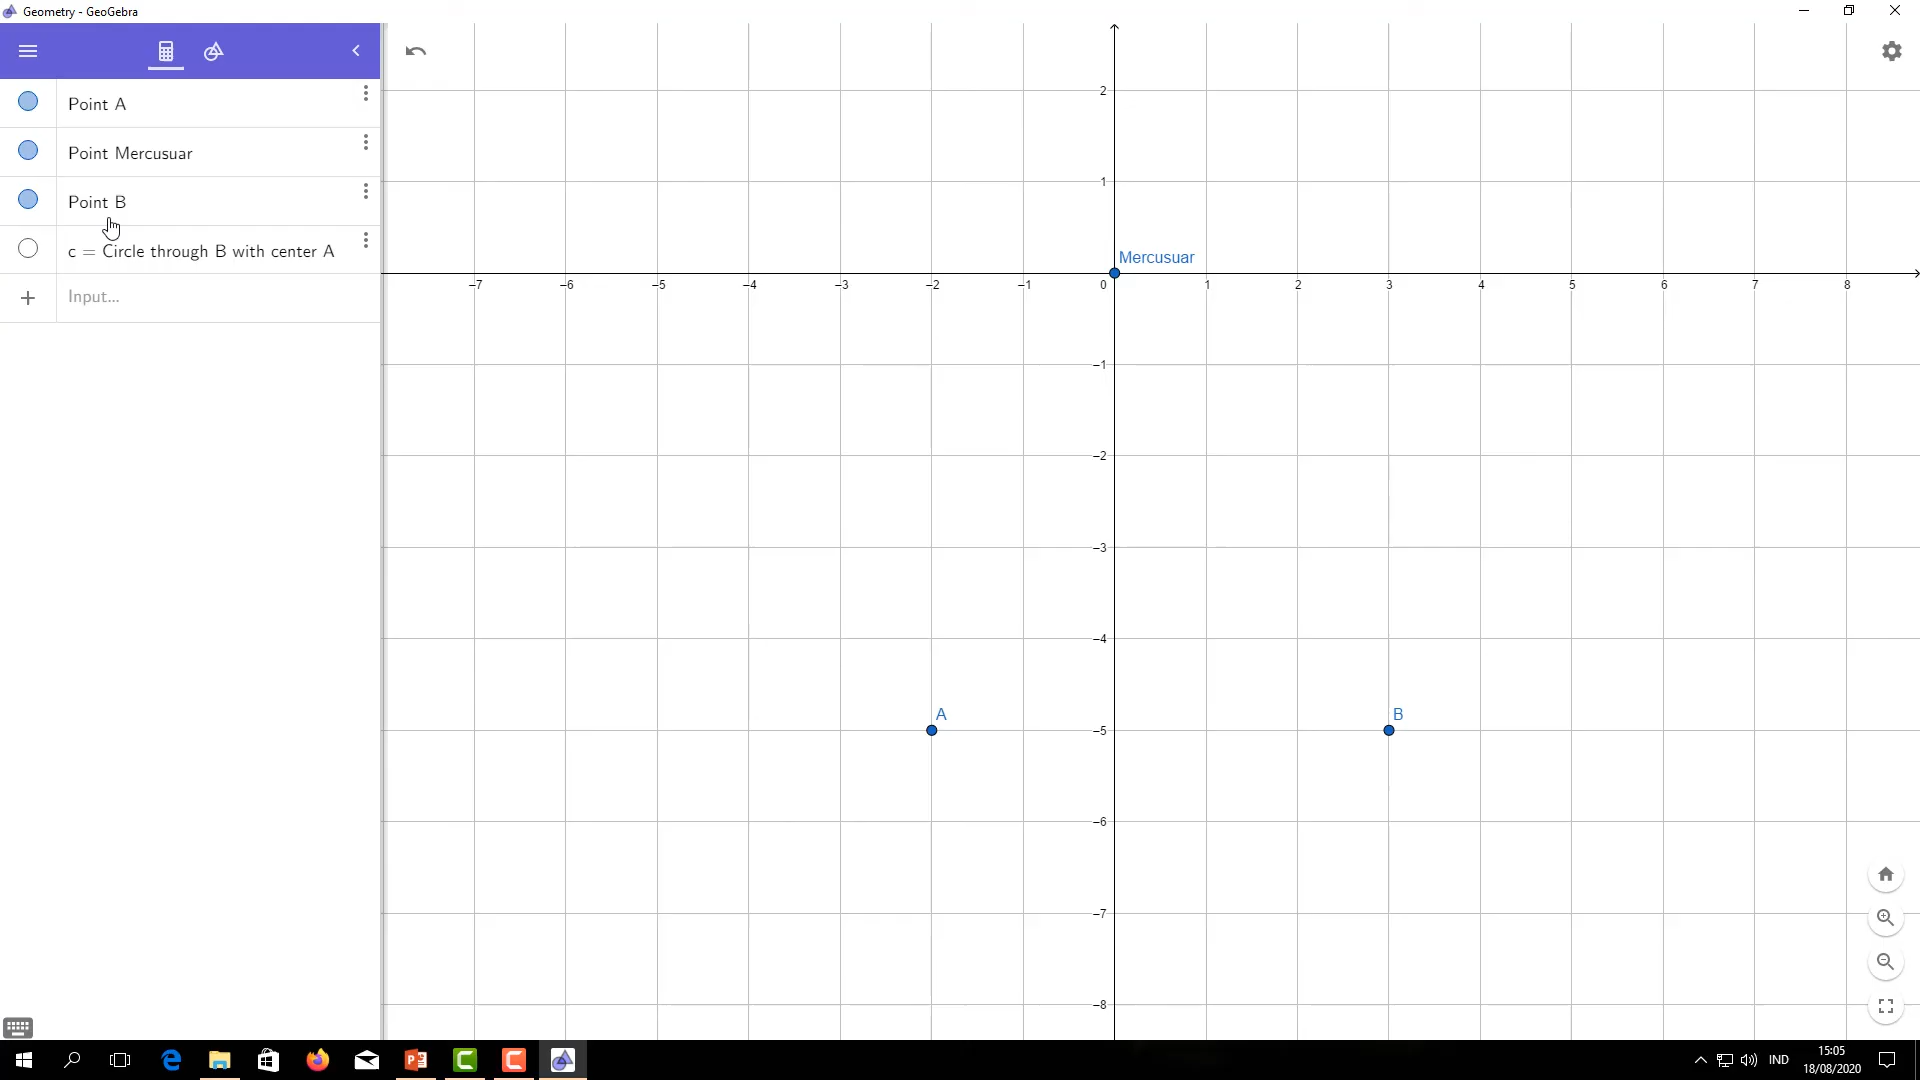 Geometry - GeoGebra
Point A
Point Mercusuar
Point B
c = Circle through B with center A
Input...
2
1
Mercusuar
−7 −6 −5 −4 −3 −2 −1 0 1 2 3 4 5 6 7 8
−1
−2
−3
−4
A B
−5
−6
−7
−8
IND
15:05
18/08/2020